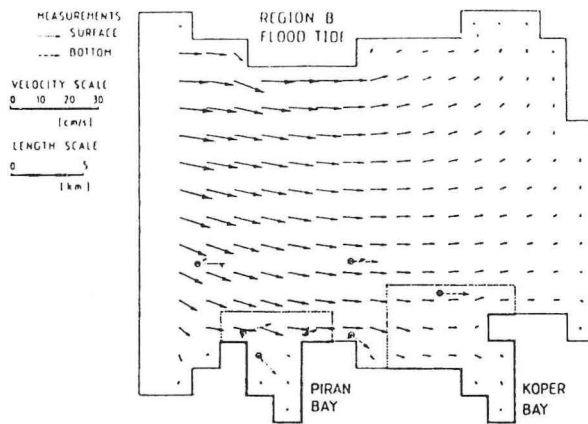 MEASUREMENTS
SURFACE
BOTTOM
VELOCITY SCALE
0 10 20 30
[cm/s]
LENGTH SCALE
0 5
[km]
REGION B
FLOOD TIDE
PIRAN
BAY
KOPER
BAY